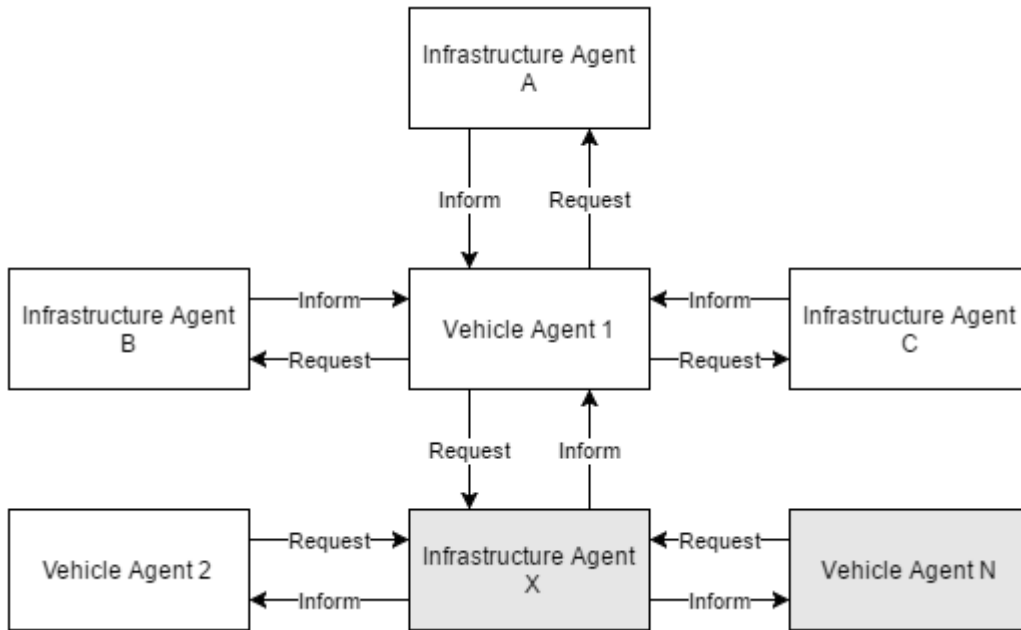 Infrastructure Agent
A
Inform
Request
Infrastructure Agent
B
Inform
Request
Vehicle Agent 1
Inform
Request
Infrastructure Agent
C
Request
Inform
Vehicle Agent 2
Request
Inform
Infrastructure Agent
X
Request
Inform
Vehicle Agent N